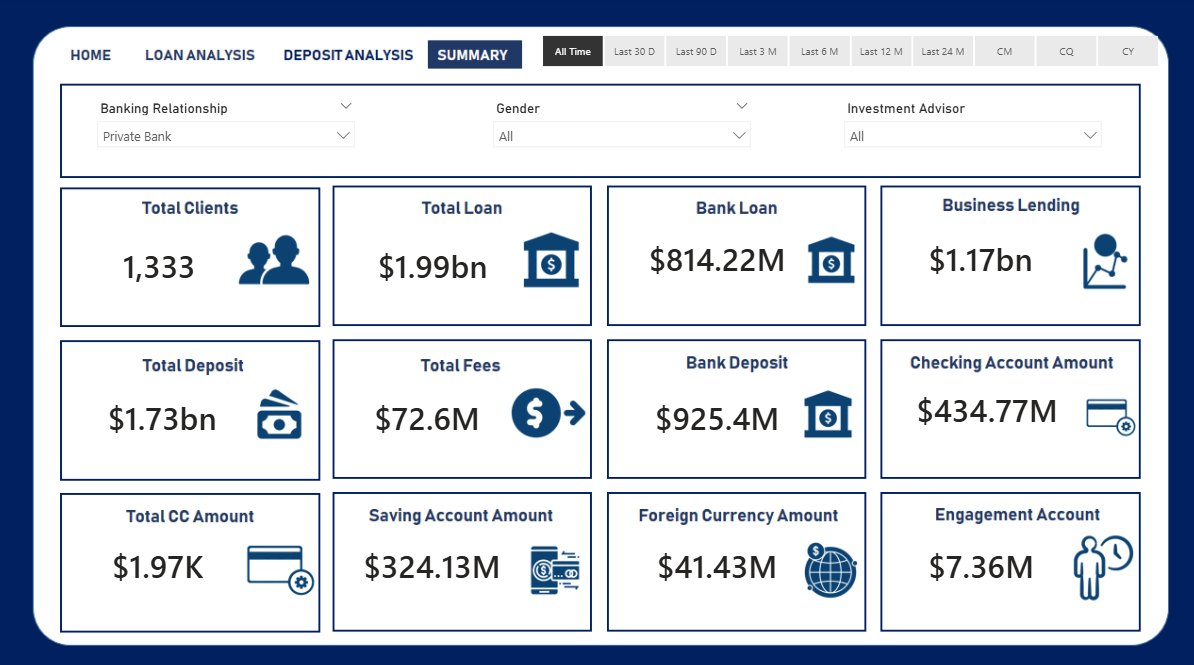 HOME LOAN ANALYSIS DEPOSIT ANALYSIS SUMMARY All Time Last 30 D Last 90 D Last 3 M Last 6 M Last 12 M Last 24 M CM CQ CY
Banking Relationship Gender Investment Advisor
Private Bank All All
Total Clients Total Loan Bank Loan Business Lending
1,333 $1.99bn $814.22M $1.17bn
Total Deposit Total Fees Bank Deposit Checking Account Amount
$1.73bn $72.6M $925.4M $434.77M
Total CC Amount Saving Account Amount Foreign Currency Amount Engagement Account
$1.97K $324.13M $41.43M $7.36M